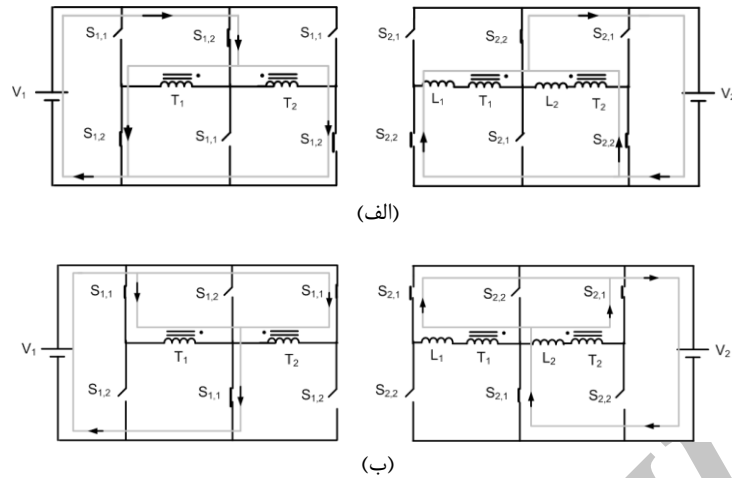 S1,1 S1,2 S1,1 S2,1 S2,2 S2,1
V1 T1 T2 L1 T1 L2 T2 V2
S1,2 S1,1 S1,2 S2,2 S2,1 S2,2
(الف)
S1,1 S1,2 S1,1 S2,1 S2,2 S2,1
V1 T1 T2 L1 T1 L2 T2 V2
S1,2 S1,1 S1,2 S2,2 S2,1 S2,2
(ب)